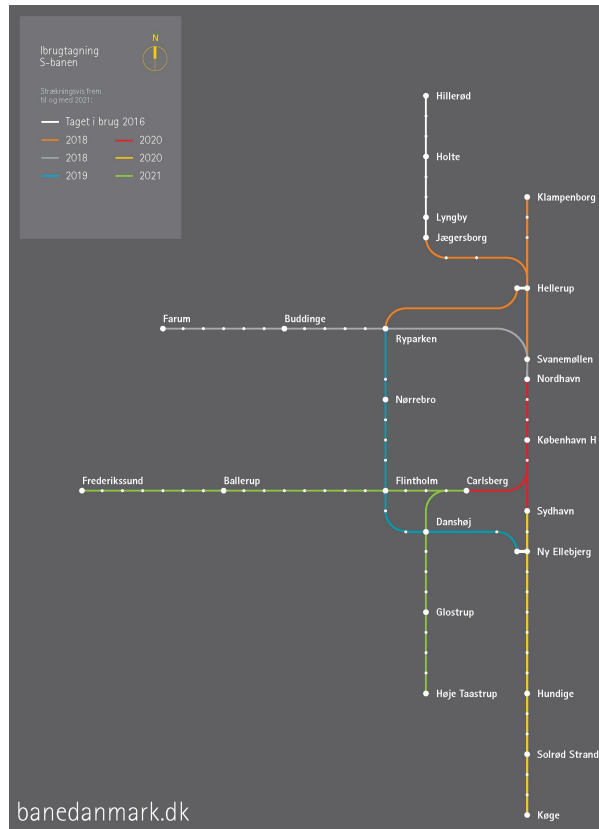 Ibrugtagning
S-banen
N
Strækningsvis frem
til og med 2021:
Taget i brug 2016
2018
2020
2018
2020
2019
2021
Hillerød
Holte
Klampenborg
Lyngby
Jægersborg
Hellerup
Farum
Buddinge
Ryparken
Svanemøllen
Nordhavn
Nørrebro
København H
Frederikssund
Ballerup
Flintholm
Carlsberg
Sydhavn
Danshøj
Ny Ellebjerg
Glostrup
Høje Taastrup
Hundige
Solrød Strand
banedanmark.dk
Køge